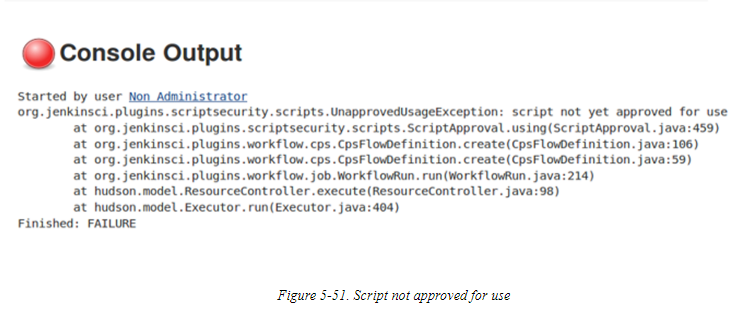 Console Output
Started by user Non Administrator
org.jenkinsci.plugins.scriptsecurity.scripts.UnapprovedUsageException: script not yet approved for use
at org.jenkinsci.plugins.scriptsecurity.scripts.ScriptApproval.using(ScriptApproval.java:459)
at org.jenkinsci.plugins.workflow.cps.CpsFlowDefinition.create(CpsFlowDefinition.java:106)
at org.jenkinsci.plugins.workflow.cps.CpsFlowDefinition.create(CpsFlowDefinition.java:59)
at org.jenkinsci.plugins.workflow.job.WorkflowRun.run(WorkflowRun.java:214)
at hudson.model.ResourceController.execute(ResourceController.java:98)
at hudson.model.Executor.run(Executor.java:404)
Finished: FAILURE
Figure 5-51. Script not approved for use